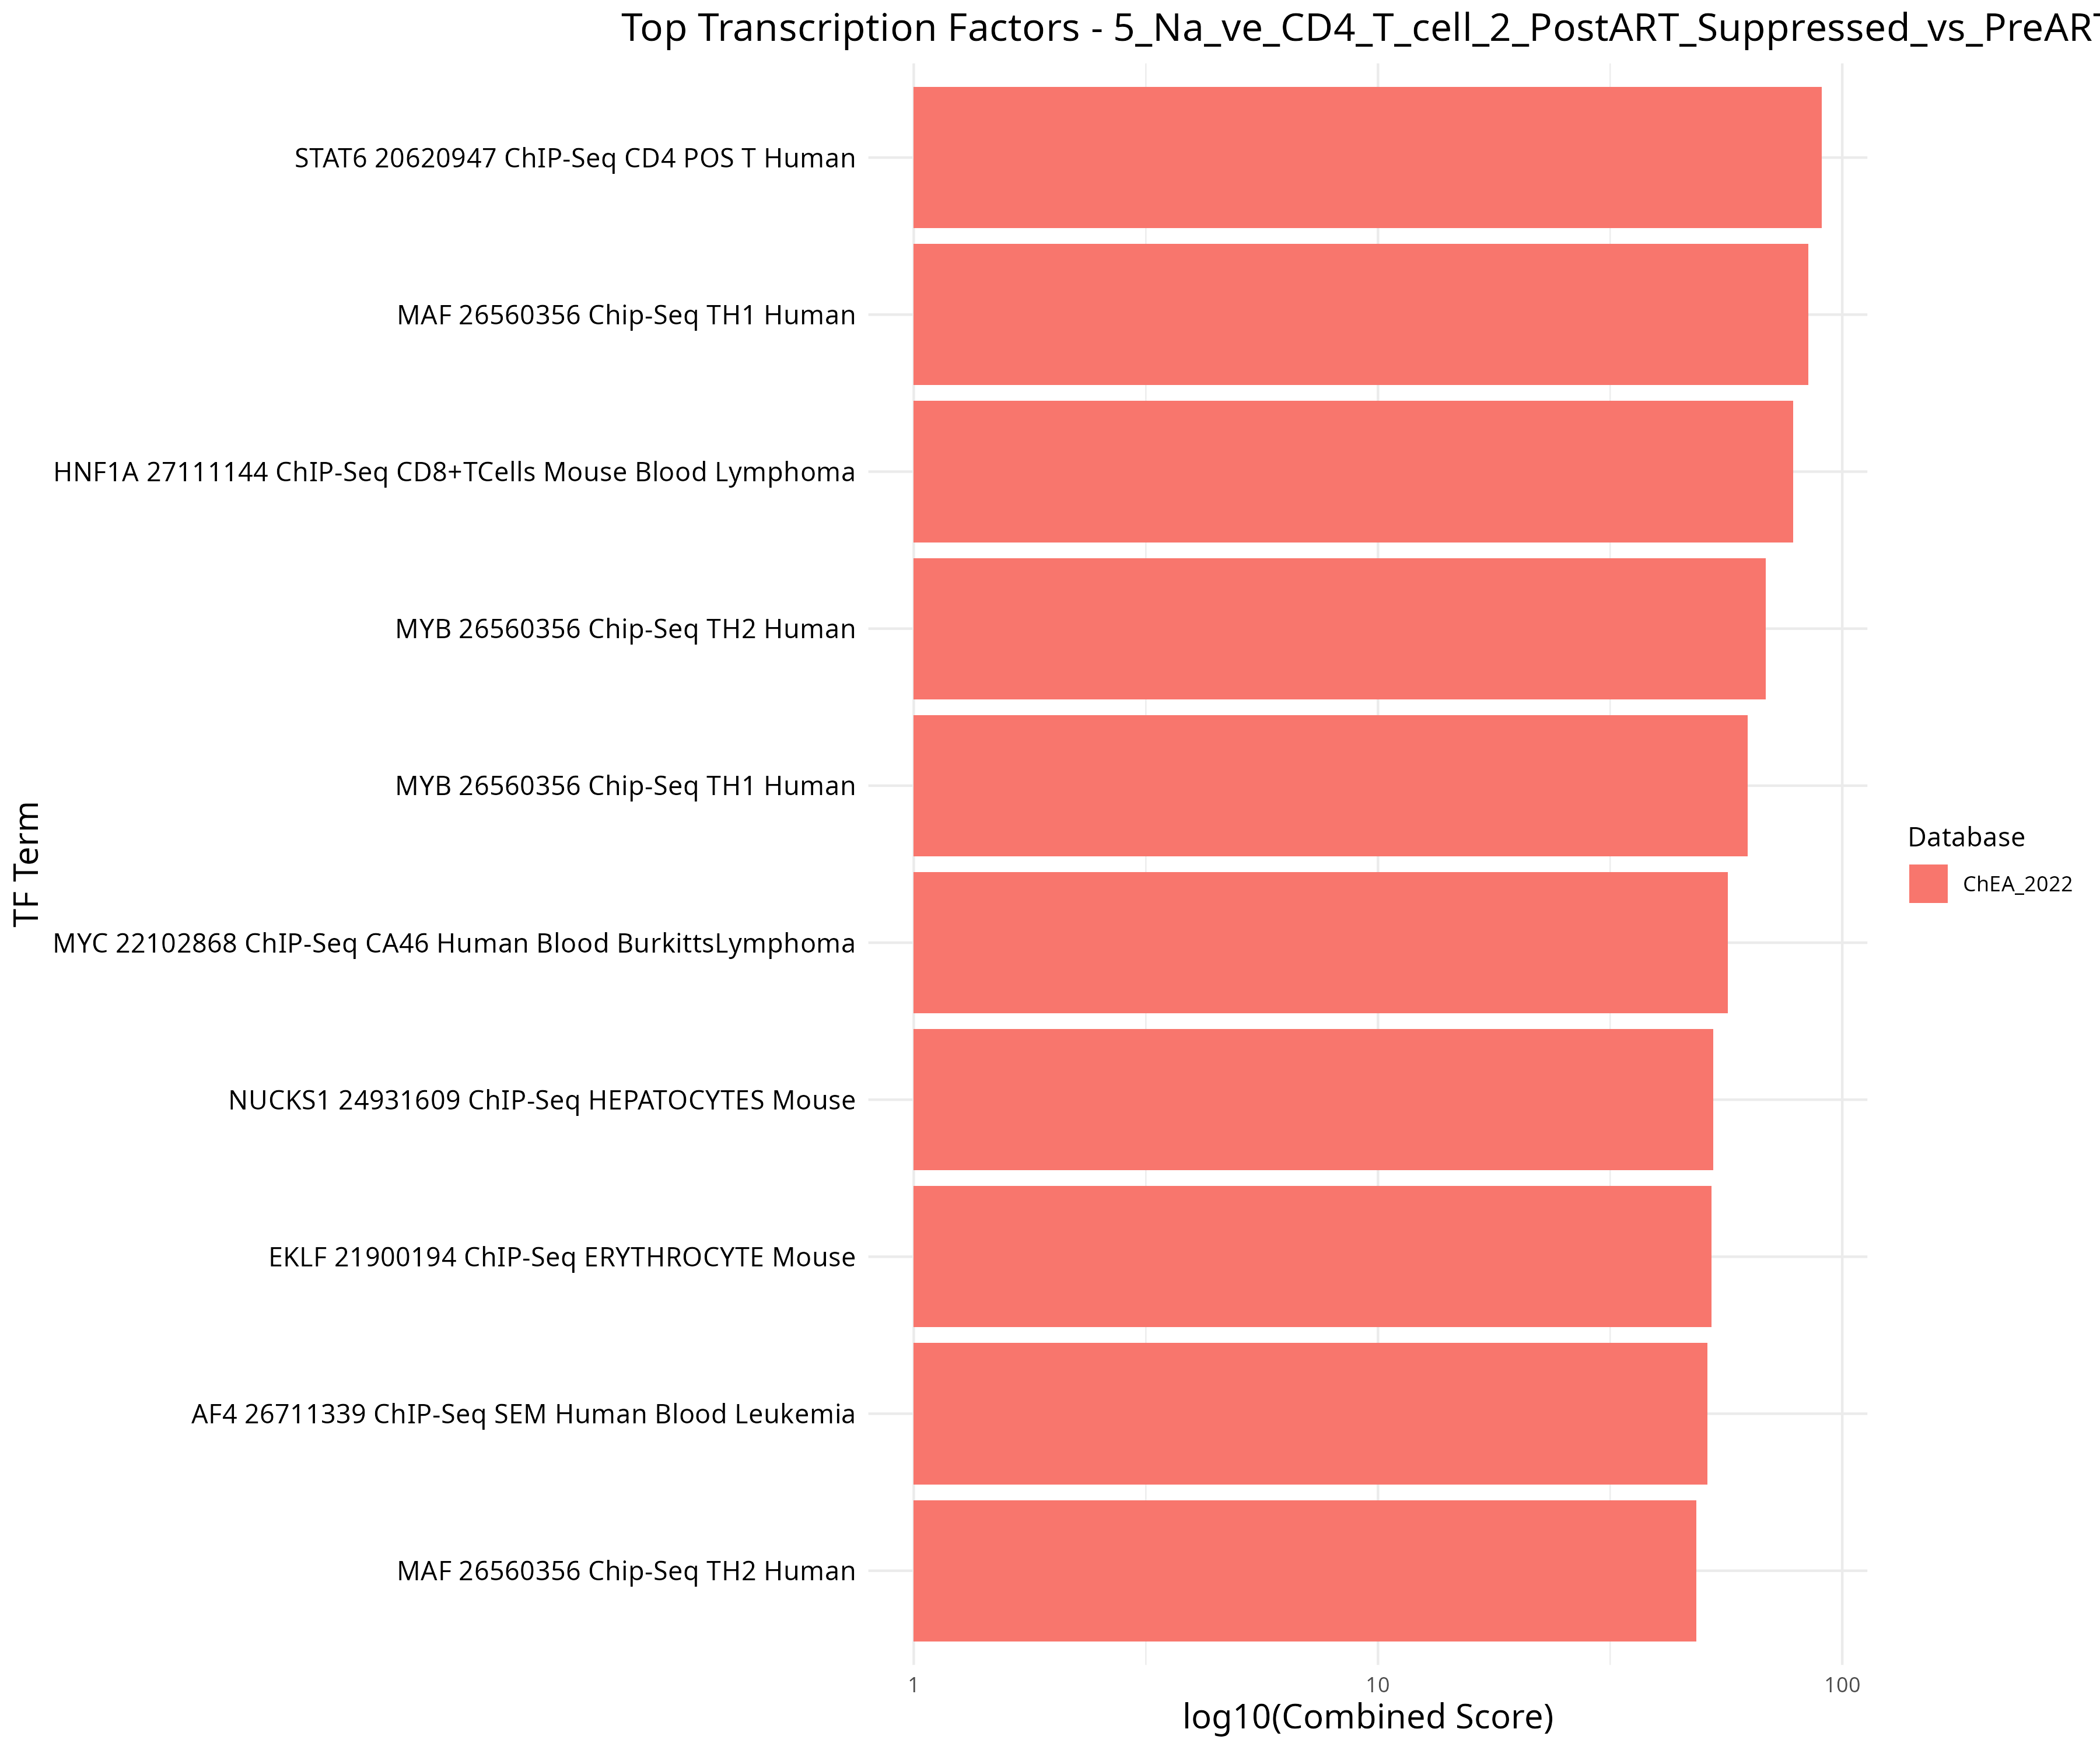 Top Transcription Factors - 5_Na_ve_CD4_T_cell_2_PostART_Suppressed_vs_PreAR
STAT6 20620947 ChIP-Seq CD4 POS T Human
MAF 26560356 Chip-Seq TH1 Human
HNF1A 27111144 ChIP-Seq CD8+TCells Mouse Blood Lymphoma
MYB 26560356 Chip-Seq TH2 Human
MYB 26560356 Chip-Seq TH1 Human
MYC 22102868 ChIP-Seq CA46 Human Blood BurkittsLymphoma
NUCKS1 24931609 ChIP-Seq HEPATOCYTES Mouse
EKLF 21900194 ChIP-Seq ERYTHROCYTE Mouse
AF4 26711339 ChIP-Seq SEM Human Blood Leukemia
MAF 26560356 Chip-Seq TH2 Human
TF Term
1 10 100
log10(Combined Score)
Database
ChEA_2022